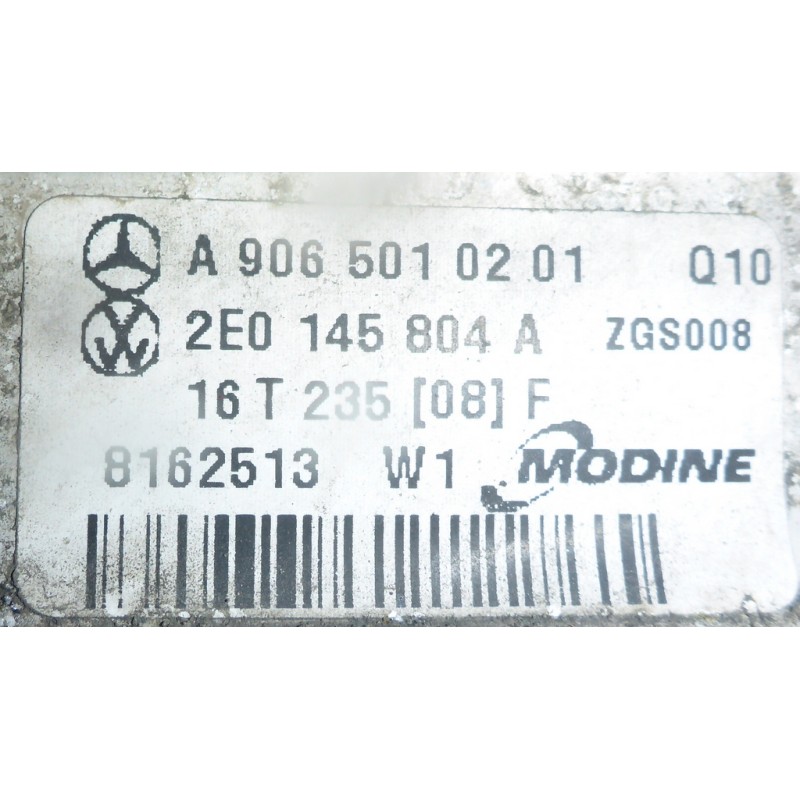 A 906 501 02 01 Q10
2E0 145 804 A ZGS008
16 T 235 [08] F
8162513 W1 MODINE